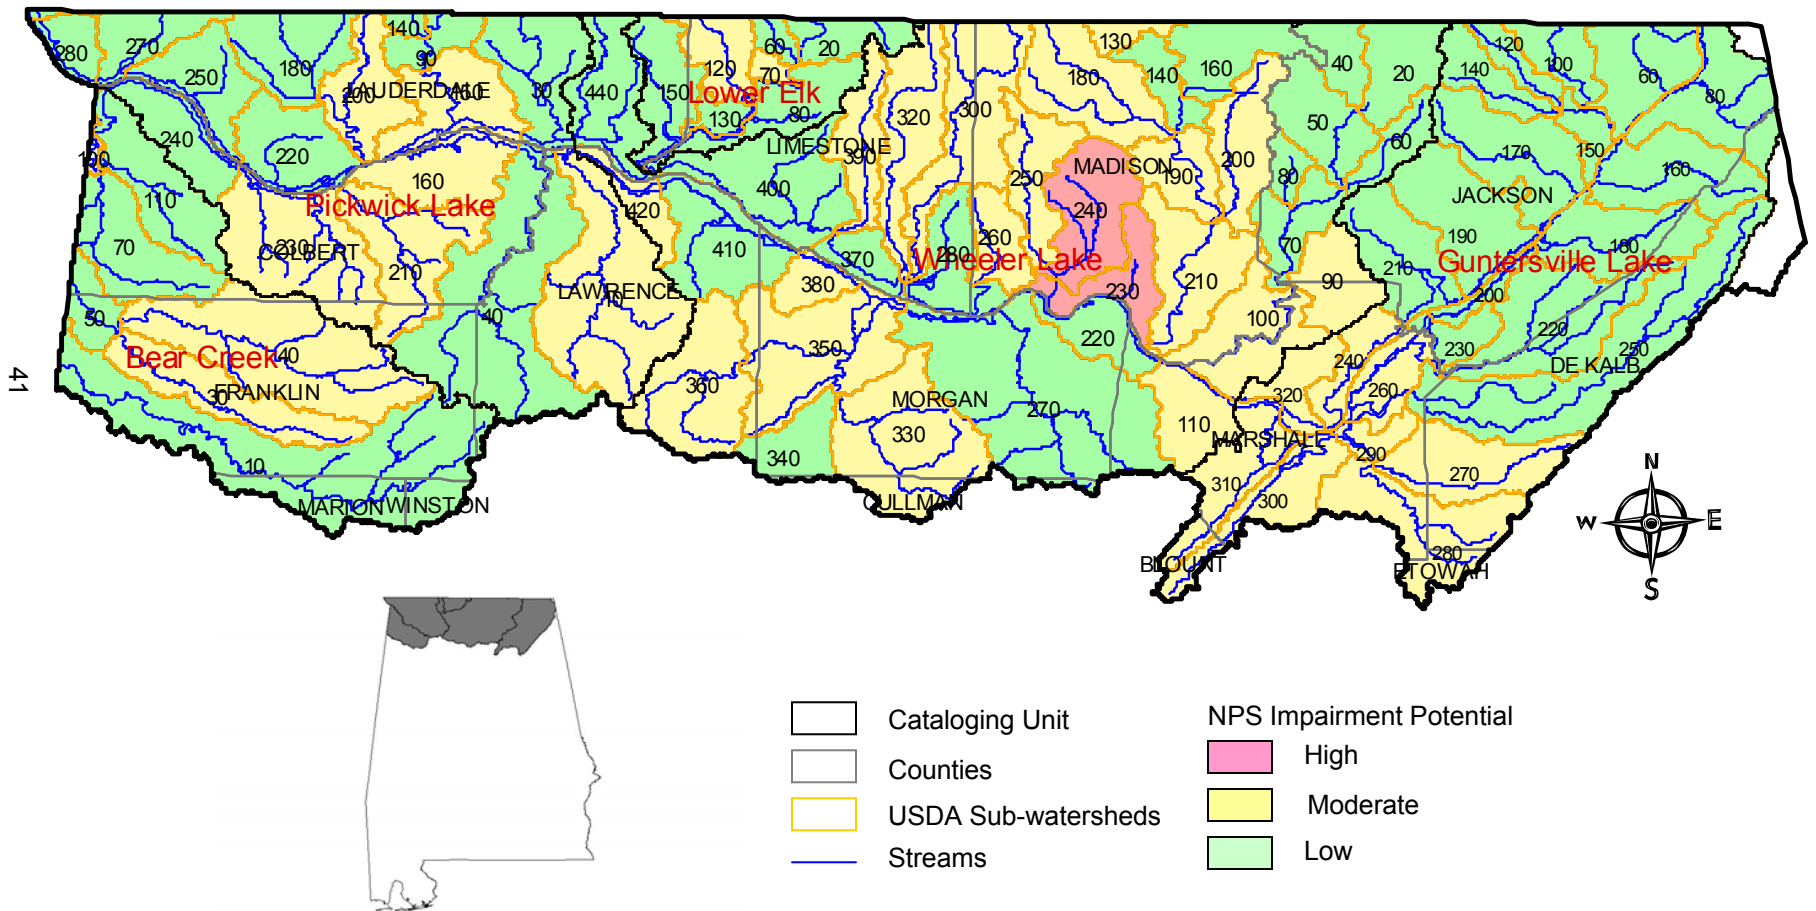 280
270
250
180
140
90
200
LAUDERDALE
160
30
440
150
120
60
20
70
Lower Elk
130
80
LIMESTONE
390
320
300
180
130
140
160
200
40
20
120
140
100
60
80
50
60
80
170
150
160
240
190
220
110
70
160
Pickwick Lake
COLBERT
230
210
420
400
410
370
380
250
240
MADISON
190
260
280
Wheeler Lake
230
210
JACKSON
190
180
Guntersville Lake
210
200
70
90
100
50
40
Bear Creek
40
FRANKLIN
30
10
MARION
WINSTON
LAWRENCE
360
350
MORGAN
330
340
CULLMAN
270
220
110
240
320
260
MARSHALL
290
310
300
270
280
BLOUNT
ETOWAH
220
230
250
DE KALB
41
N
W
E
S
Cataloging Unit
Counties
USDA Sub-watersheds
Streams
NPS Impairment Potential
High
Moderate
Low